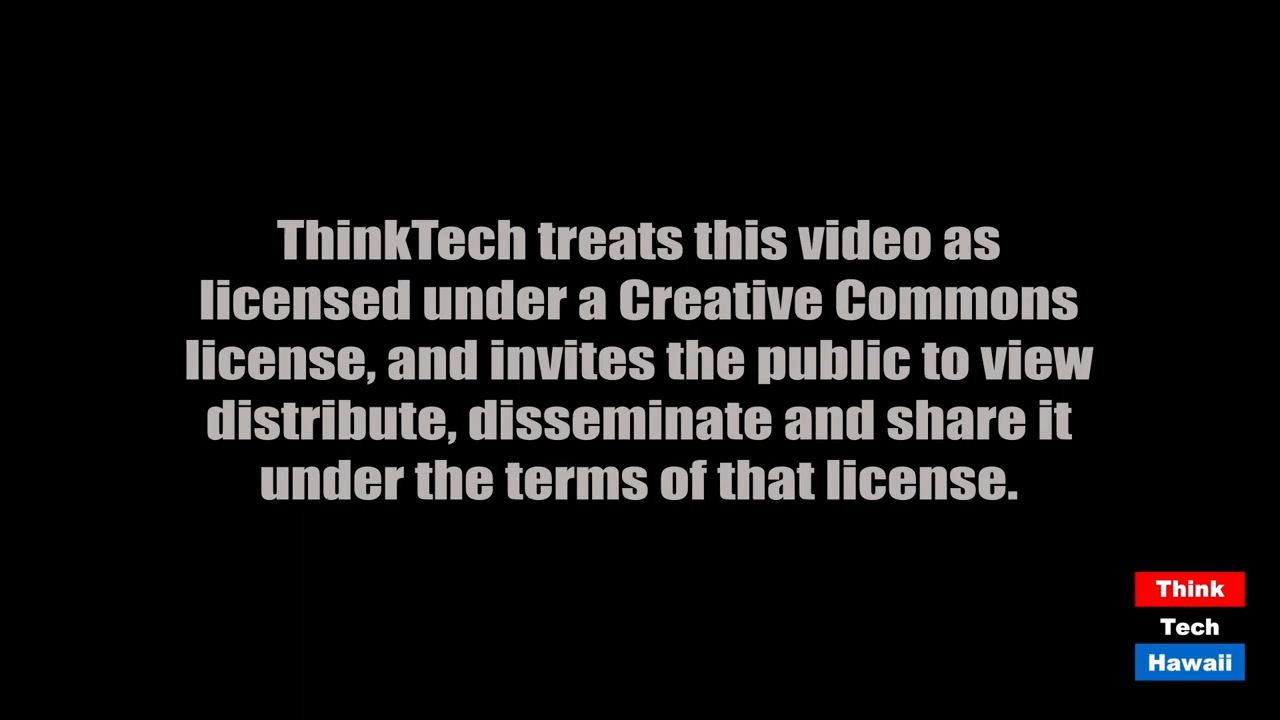 ThinkTech treats this video as
licensed under a Creative Commons
license, and invites the public to view
distribute, disseminate and share it
under the terms of that license.
Think
Tech
Hawaii